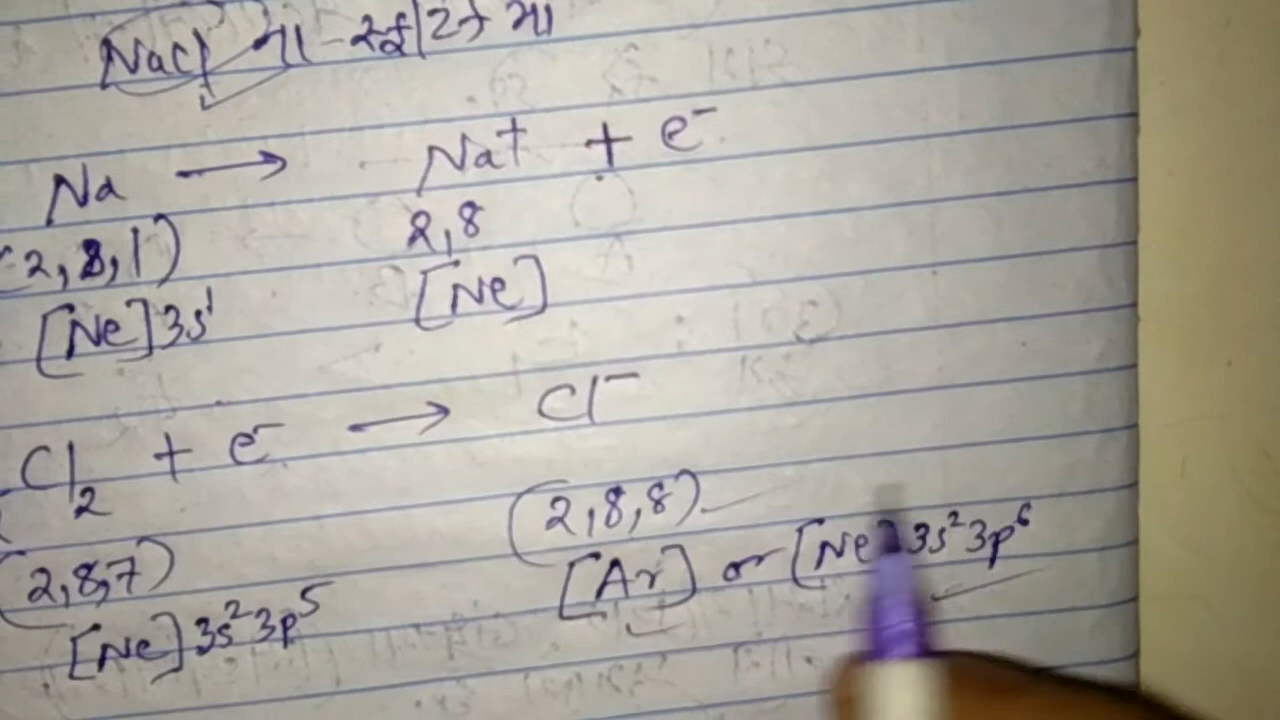 NaCl
Na → Na⁺ + e⁻
(2,8,1) 2,8
[Ne]3s¹ [Ne]
Cl₂ + e⁻ → Cl⁻
(2,8,7) (2,8,8)
[Ne]3s²3p⁵ [Ar] or [Ne]3s²3p⁶